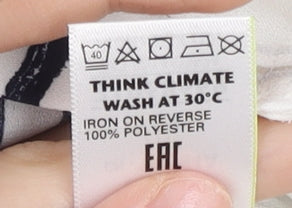 40
THINK CLIMATE
WASH AT 30°C
IRON ON REVERSE
100% POLYESTER
EAC